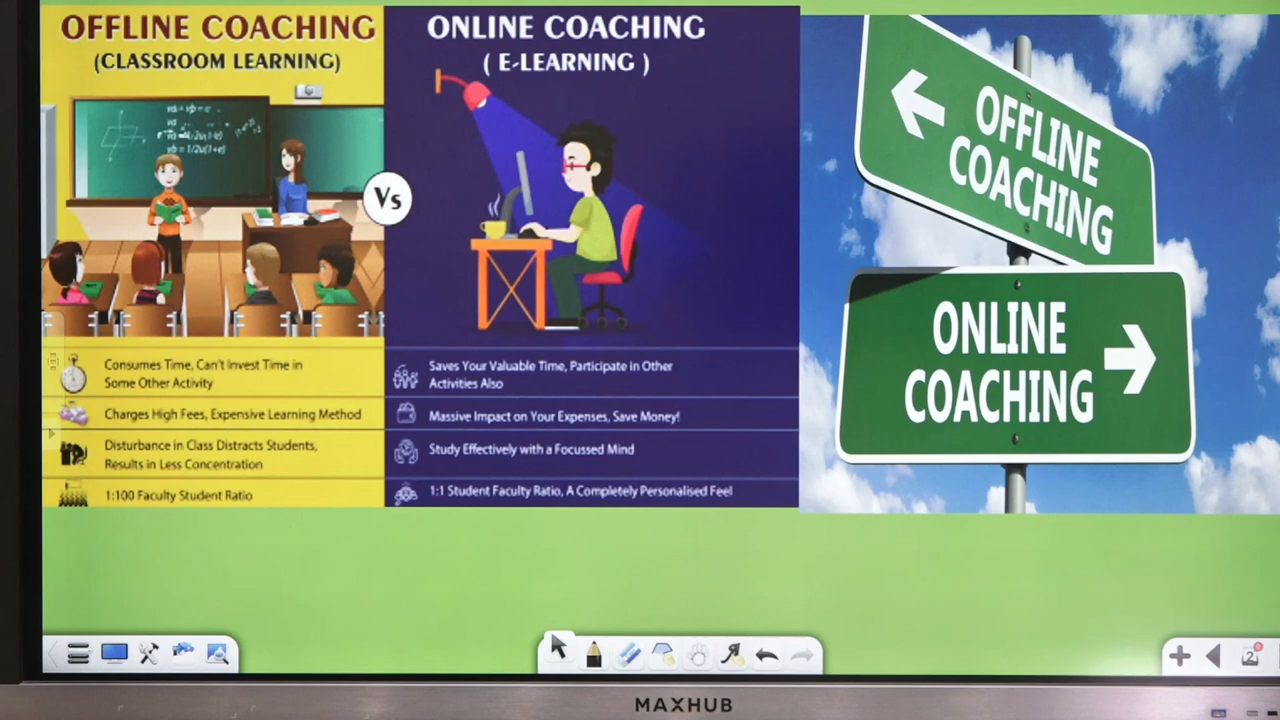 OFFLINE COACHING
(CLASSROOM LEARNING)
Consumes Time, Can't Invest Time in
Some Other Activity
Charges High Fees, Expensive Learning Method
Disturbance in Class Distracts Students,
Results in Less Concentration
1:100 Faculty Student Ratio
Vs
ONLINE COACHING
( E-LEARNING )
Saves Your Valuable Time, Participate in Other
Activities Also
Massive Impact on Your Expenses, Save Money!
Study Effectively with a Focussed Mind
1:1 Student Faculty Ratio, A Completely Personalised Feel
OFFLINE
COACHING
ONLINE
COACHING
2
MAXHUB